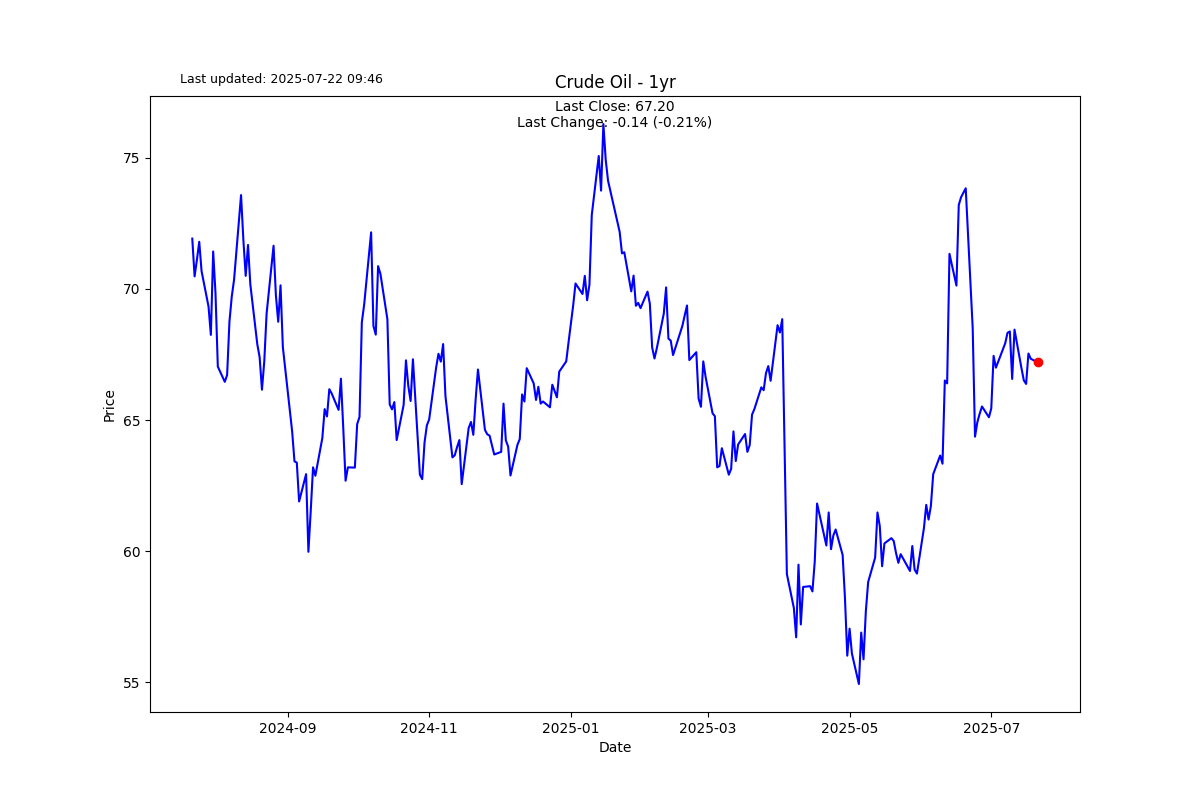 Last updated: 2025-07-22 09:46
Crude Oil - 1yr
Last Close: 67.20
Last Change: -0.14 (-0.21%)
75
70
65
60
55
Price
2024-09 2024-11 2025-01 2025-03 2025-05 2025-07
Date